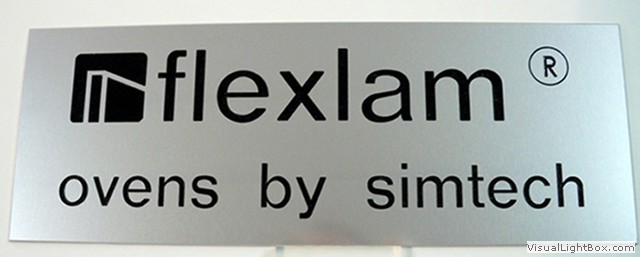 flexlam ®
ovens by simtech
VisualLightBox.com